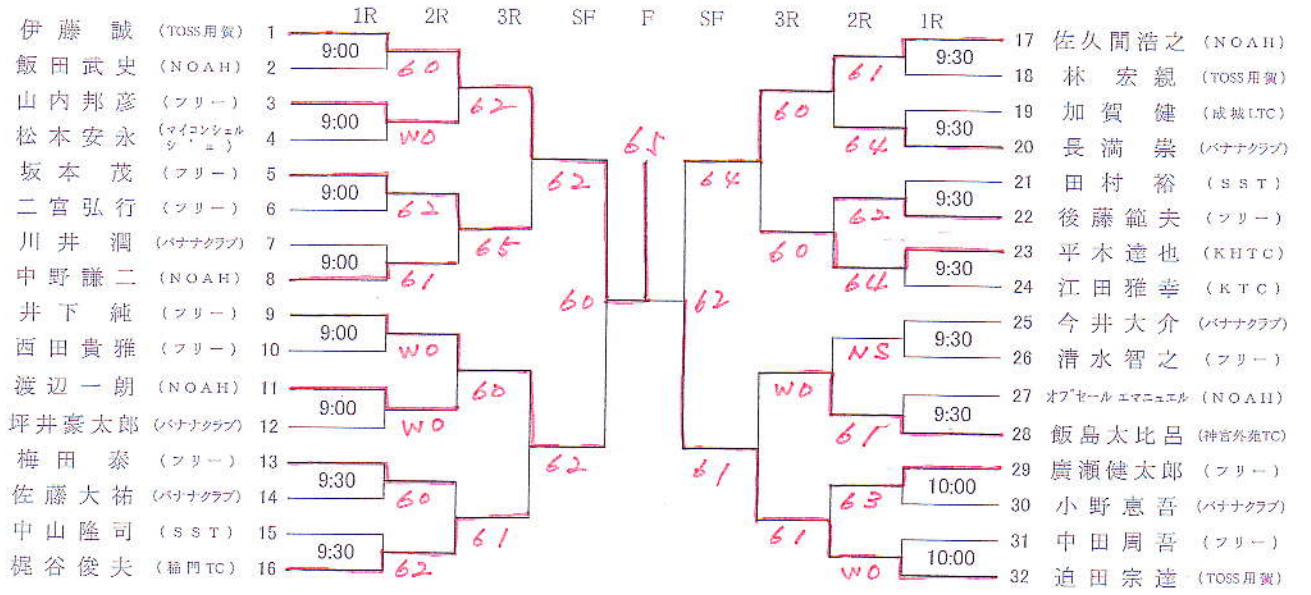 1R 2R 3R SF F SF 3R 2R 1R
伊藤 誠 (TOSS用賀) 1
飯田武史 (NOAH) 2
9:00
60
山内邦彦 (フリー) 3
松本安永 (マイコンシェルジュ) 4
9:00
WO
62
坂本 茂 (フリー) 5
二宮弘行 (フリー) 6
9:00
62
川井 潤 (バナナクラブ) 7
中野謙二 (NOAH) 8
9:00
61
65
62
井下 純 (フリー) 9
西田貴雅 (フリー) 10
9:00
WO
渡辺一朗 (NOAH) 11
坪井豪太郎 (バナナクラブ) 12
9:00
WO
60
梅田 泰 (フリー) 13
佐藤大祐 (バナナクラブ) 14
9:30
60
中山隆司 (SST) 15
梶谷俊夫 (稲門TC) 16
9:30
62
61
62
60
65
17 佐久間浩之 (NOAH)
18 林 宏親 (TOSS用賀)
9:30
61
19 加賀 健 (成城LTC)
20 長満 崇 (バナナクラブ)
9:30
64
60
21 田村 裕 (SST)
22 後藤範夫 (フリー)
9:30
62
23 平木達也 (KHTC)
24 江田雅幸 (KTC)
9:30
64
60
64
25 今井大介 (バナナクラブ)
26 清水智之 (フリー)
9:30
NS
27 オブセール エマニュエル (NOAH)
28 飯島太比呂 (神宮外苑TC)
9:30
65
WO
29 廣瀬健太郎 (フリー)
30 小野恵吾 (バナナクラブ)
10:00
63
31 中田周吾 (フリー)
32 迫田宗達 (TOSS用賀)
10:00
WO
61
61
62